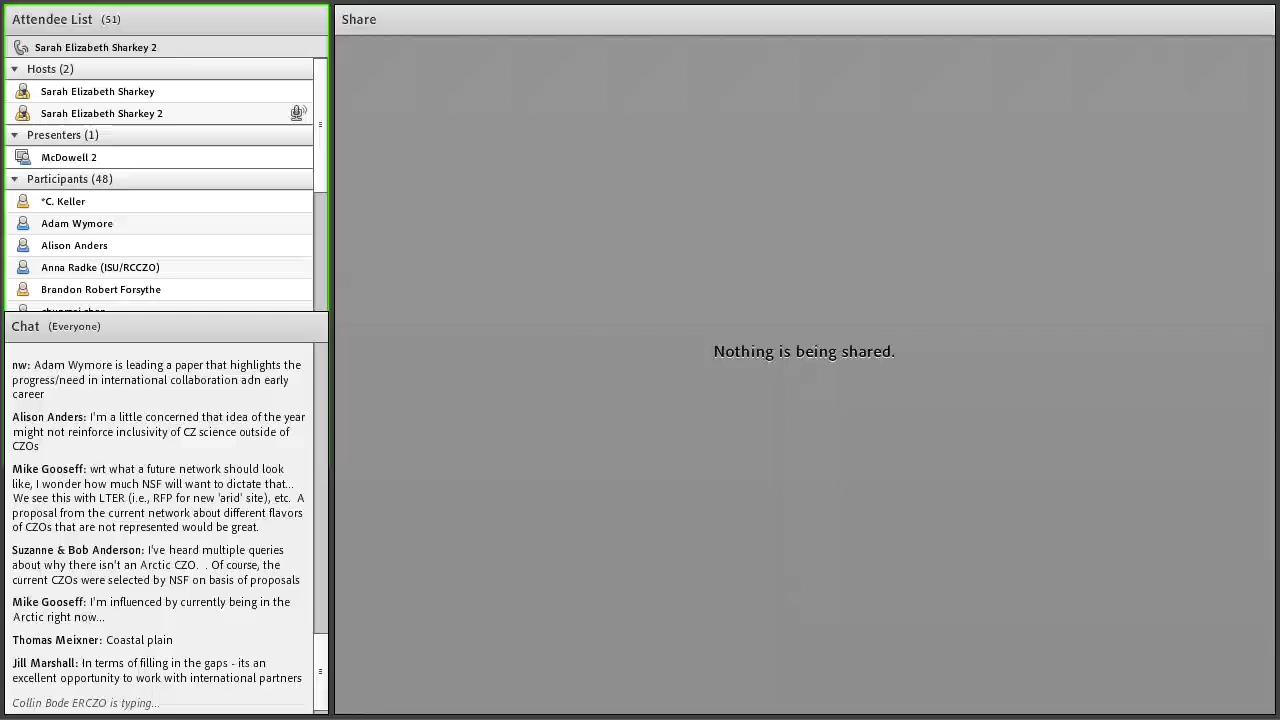 Attendee List (51)
Sarah Elizabeth Sharkey 2
Hosts (2)
Sarah Elizabeth Sharkey
Sarah Elizabeth Sharkey 2
Presenters (1)
McDowell 2
Participants (48)
*C. Keller
Adam Wymore
Alison Anders
Anna Radke (ISU/RCCZO)
Brandon Robert Forsythe
Chat (Everyone)
nw: Adam Wymore is leading a paper that highlights the
progress/need in international collaboration adn early
career
Alison Anders: I'm a little concerned that idea of the year
might not reinforce inclusivity of CZ science outside of
CZOs
Mike Gooseff: wrt what a future network should look
like, I wonder how much NSF will want to dictate that...
We see this with LTER (i.e., RFP for new 'arid' site), etc. A
proposal from the current network about different flavors
of CZOs that are not represented would be great.
Suzanne & Bob Anderson: I've heard multiple queries
about why there isn't an Arctic CZO. . Of course, the
current CZOs were selected by NSF on basis of proposals
Mike Gooseff: I'm influenced by currently being in the
Arctic right now...
Thomas Meixner: Coastal plain
Jill Marshall: In terms of filling in the gaps - its an
excellent opportunity to work with international partners
Collin Bode ERCZO is typing...
Share
Nothing is being shared.